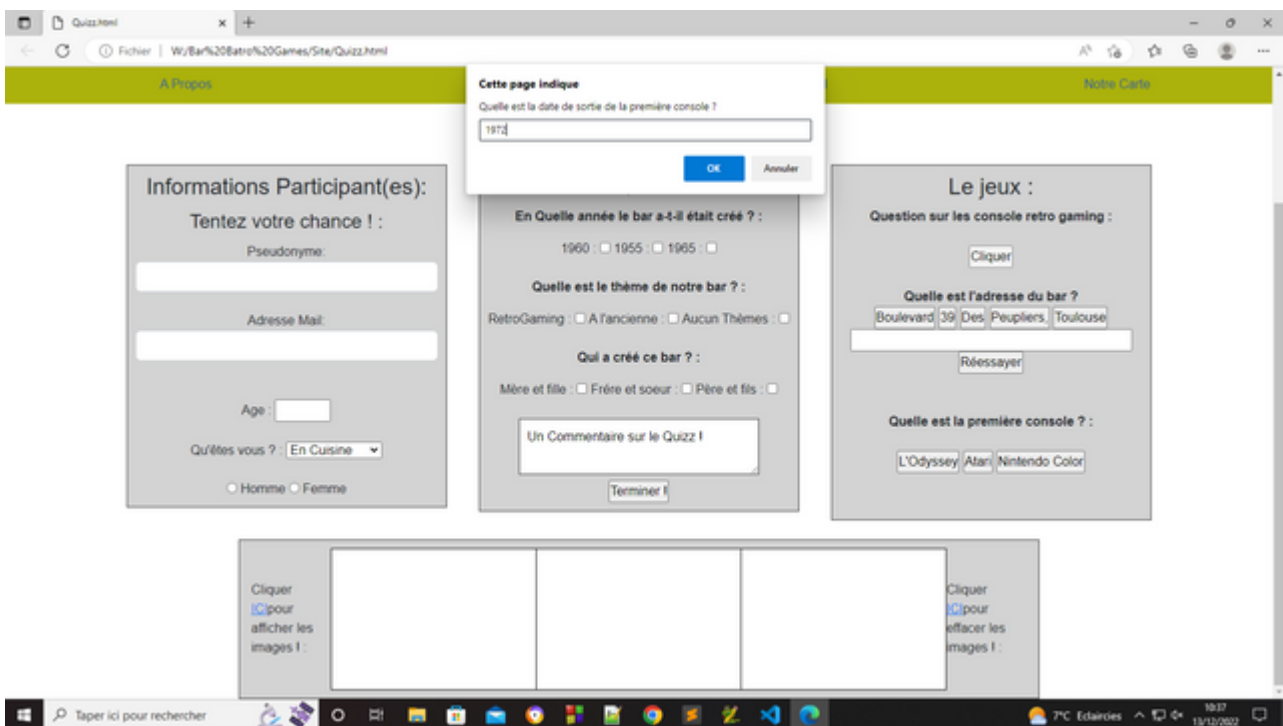 Quizz.html
Fichier | W:/Bar%20Batro%20Games/Site/Quizz.html
A Propos
Notre Carte
Cette page indique
Quelle est la date de sortie de la première console ?
1972
OK Annuler
Informations Participant(es):
Tentez votre chance ! :
Pseudonyme:
Adresse Mail:
Age :
Qu'êtes vous ? : En Cuisine
Homme Femme
En Quelle année le bar a-t-il était créé ? :
1960 : 1955 : 1965 :
Quelle est le thème de notre bar ? :
RetroGaming : A l'ancienne : Aucun Thèmes :
Qui a créé ce bar ? :
Mère et fille : Frére et soeur : Père et fils :
Un Commentaire sur le Quizz !
Terminer !
Le jeux :
Question sur les console retro gaming :
Cliquer
Quelle est l'adresse du bar ?
Boulevard 39 Des Peupliers, Toulouse
Réessayer
Quelle est la première console ? :
L'Odyssey Atari Nintendo Color
Cliquer
ICIpour
afficher les
images ! :
Cliquer
ICIpour
effacer les
images ! :
Taper ici pour rechercher
7°C Eclaircies
10:37
13/12/2022